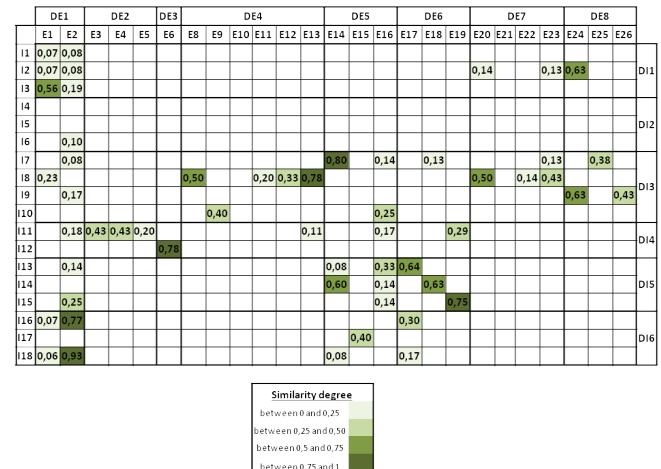 DE1 DE2 DE3 DE4 DE5 DE6 DE7 DE8
E1 E2 E3 E4 E5 E6 E8 E9 E10 E11 E12 E13 E14 E15 E16 E17 E18 E19 E20 E21 E22 E23 E24 E25 E26
I1 0,07 0,08
I2 0,07 0,08 0,14 0,13 0,63 DI1
I3 0,56 0,19
I4
I5 DI2
I6 0,10
I7 0,08 0,80 0,14 0,13 0,13 0,38
I8 0,23 0,50 0,20 0,33 0,78 0,50 0,14 0,43 DI3
I9 0,17 0,63 0,43
I10 0,40 0,25
I11 0,18 0,43 0,43 0,20 0,11 0,17 0,29 DI4
I12 0,78
I13 0,14 0,08 0,33 0,64
I14 0,60 0,14 0,63 DI5
I15 0,25 0,14 0,75
I16 0,07 0,77 0,30
I17 0,40 DI6
I18 0,06 0,93 0,08 0,17
Similarity degree
between 0 and 0,25
between 0,25 and 0,50
between 0,5 and 0,75
between 0,75 and 1